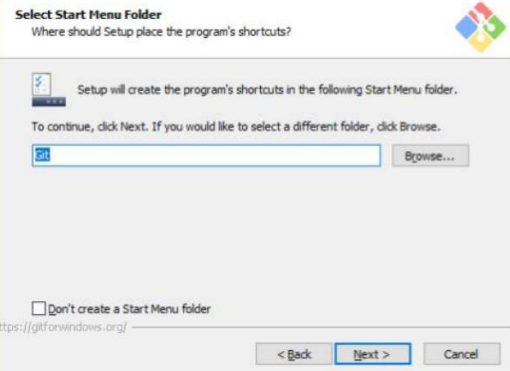 Select Start Menu Folder
Where should Setup place the program's shortcuts?
Setup will create the program's shortcuts in the following Start Menu folder.
To continue, click Next. If you would like to select a different folder, click Browse.
Git
Browse...
Don't create a Start Menu folder
ttps://gitforwindows.org/
< Back
Next >
Cancel